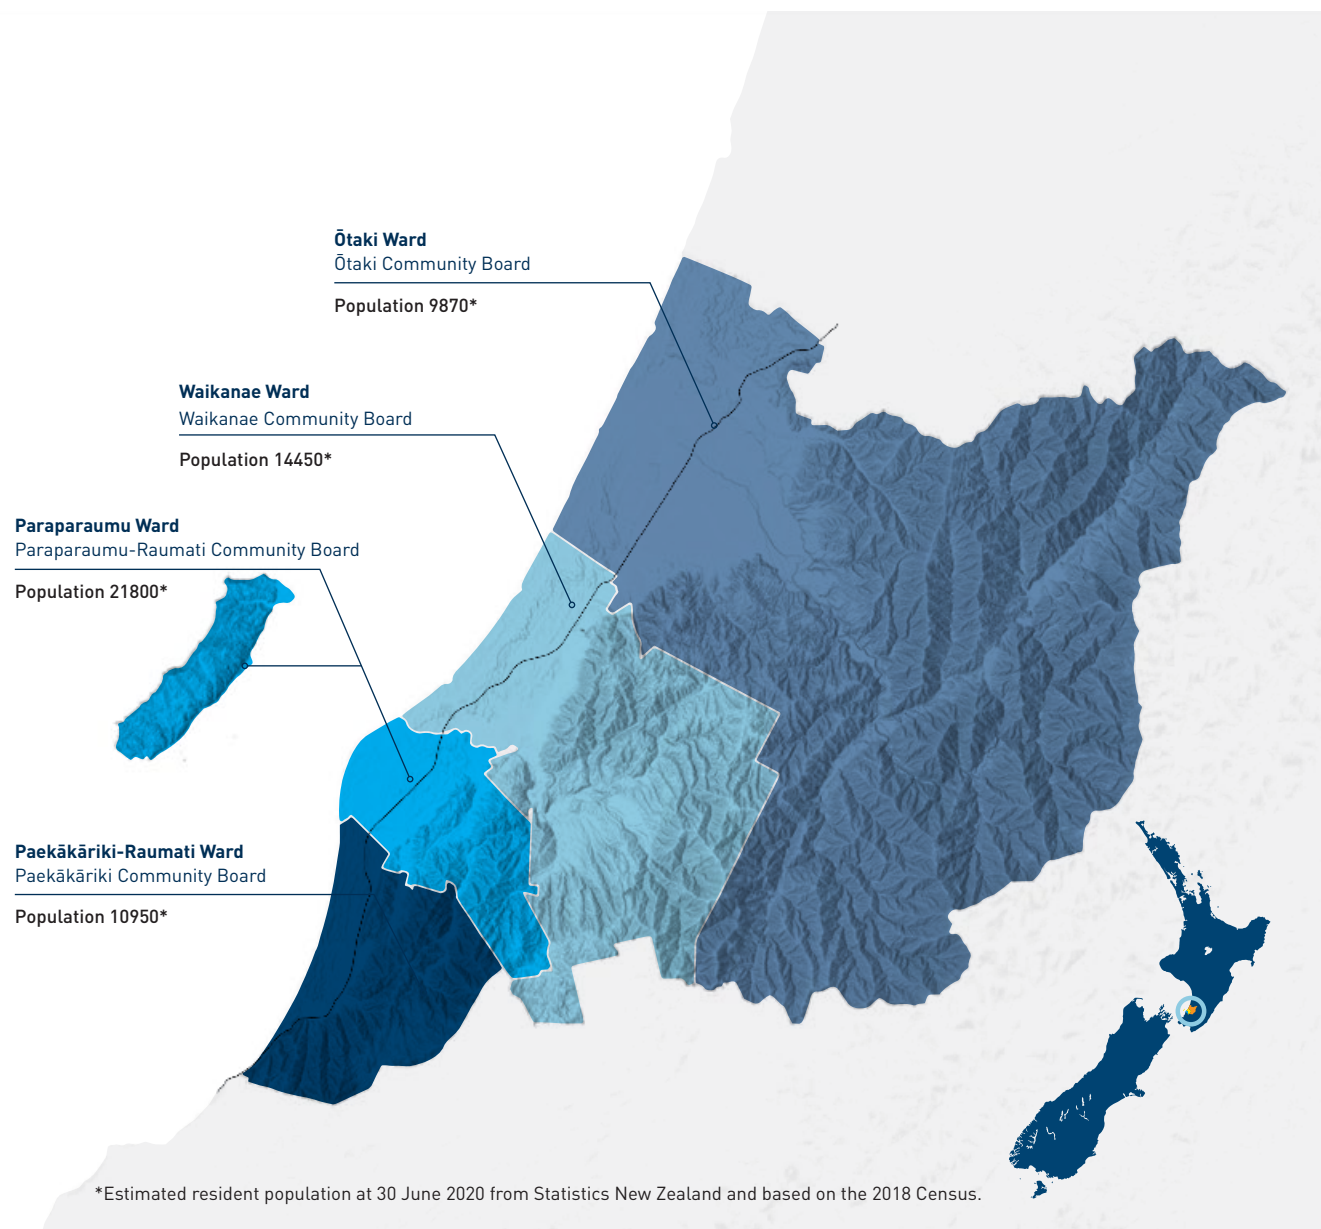 Ōtaki Ward
Ōtaki Community Board
Population 9870*
Waikanae Ward
Waikanae Community Board
Population 14450*
Paraparaumu Ward
Paraparaumu-Raumati Community Board
Population 21800*
Paekākāriki-Raumati Ward
Paekākāriki Community Board
Population 10950*
*Estimated resident population at 30 June 2020 from Statistics New Zealand and based on the 2018 Census.